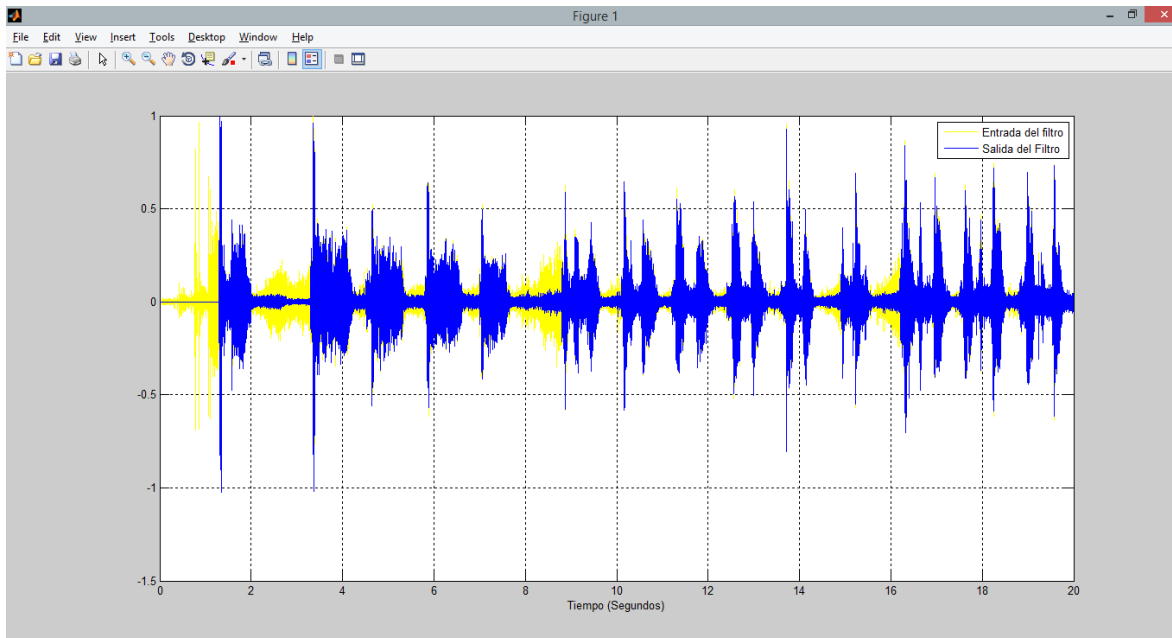 Figure 1
File Edit View Insert Tools Desktop Window Help
Entrada del filtro
Salida del Filtro
1
0.5
0
-0.5
-1
-1.5
0 2 4 6 8 10 12 14 16 18 20
Tiempo (Segundos)